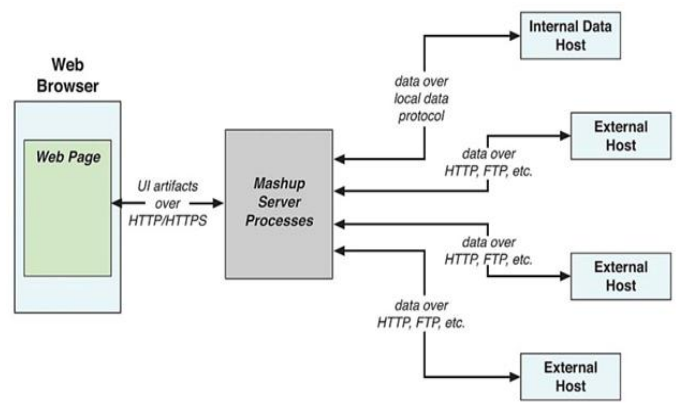 Web
Browser
Web Page
UI artifacts
over
HTTP/HTTPS
Mashup
Server
Processes
data over
local data
protocol
Internal Data
Host
data over
HTTP, FTP, etc.
External
Host
data over
HTTP, FTP, etc.
External
Host
data over
HTTP, FTP, etc.
External
Host